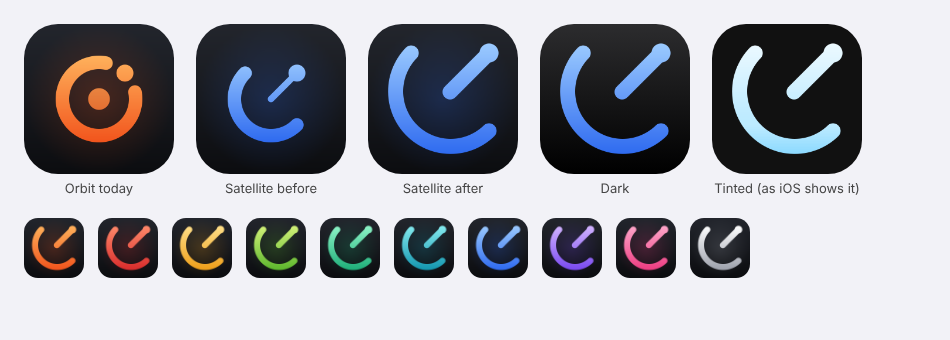 Orbit today
Satellite before
Satellite after
Dark
Tinted (as iOS shows it)